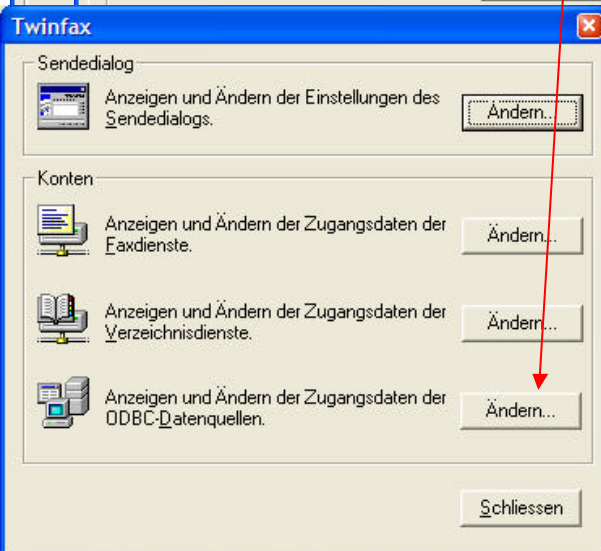 Twinfax
Sendedialog
Anzeigen und Ändern der Einstellungen des
Sendedialogs.
Ändern...
Konten
Anzeigen und Ändern der Zugangsdaten der
Faxdienste.
Ändern...
Anzeigen und Ändern der Zugangsdaten der
Verzeichnisdienste.
Ändern...
Anzeigen und Ändern der Zugangsdaten der
ODBC-Datenquellen.
Ändern...
Schliessen